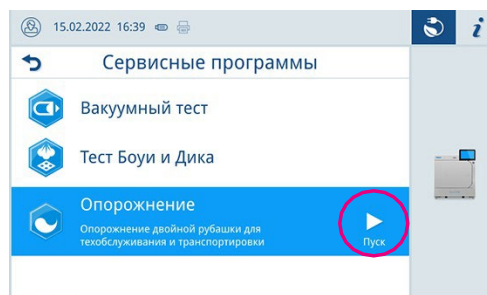 15.02.2022 16:39
i
Сервисные программы
Вакуумный тест
Тест Боуи и Дика
Опорожнение
Опорожнение двойной рубашки для
техобслуживания и транспортировки
Пуск